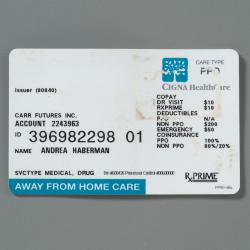 CIGNA HealthCare
CARE TYPE
PPO
Issuer (80840)
COPAY
DR VISIT $10
RXPRIME $10
DEDUCTIBLES
PPO N/A
NON PPO $200
EMERGENCY $50
COINSURANCE
PPO 100%
NON PPO 80%/20%
CARR FUTURES INC.
ACCOUNT 2243963
ID 396982298 01
NAME ANDREA HABERMAN
SVCTYPE MEDICAL, DRUG
RxPRIME
AWAY FROM HOME CARE